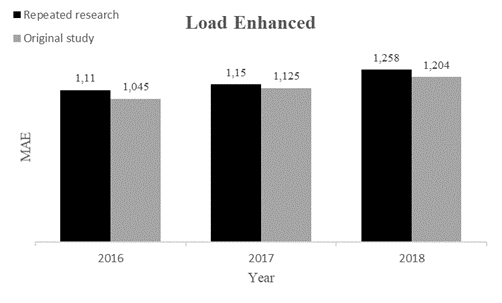 Repeated research
Original study
Load Enhanced
1,11
1,045
1,15
1,125
1,258
1,204
MAE
2016
2017
2018
Year